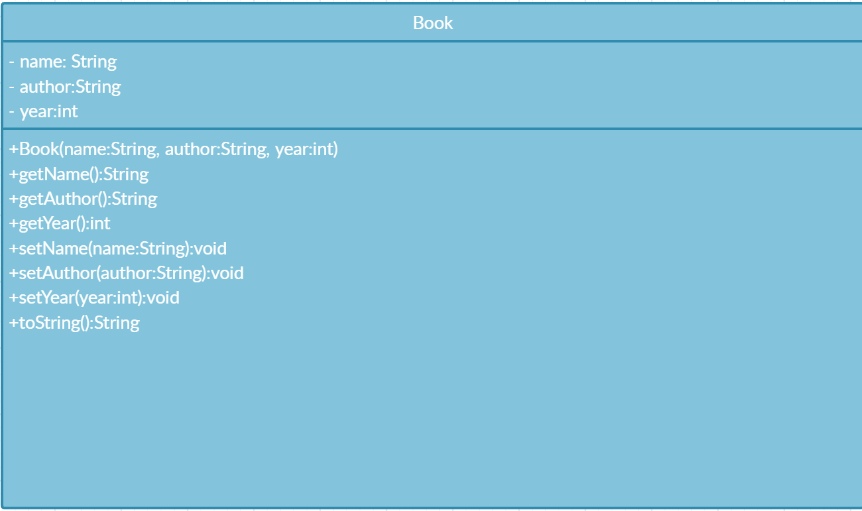 Book
- name: String
- author:String
- year:int
+Book(name:String, author:String, year:int)
+getName():String
+getAuthor():String
+getYear():int
+setName(name:String):void
+setAuthor(author:String):void
+setYear(year:int):void
+toString():String